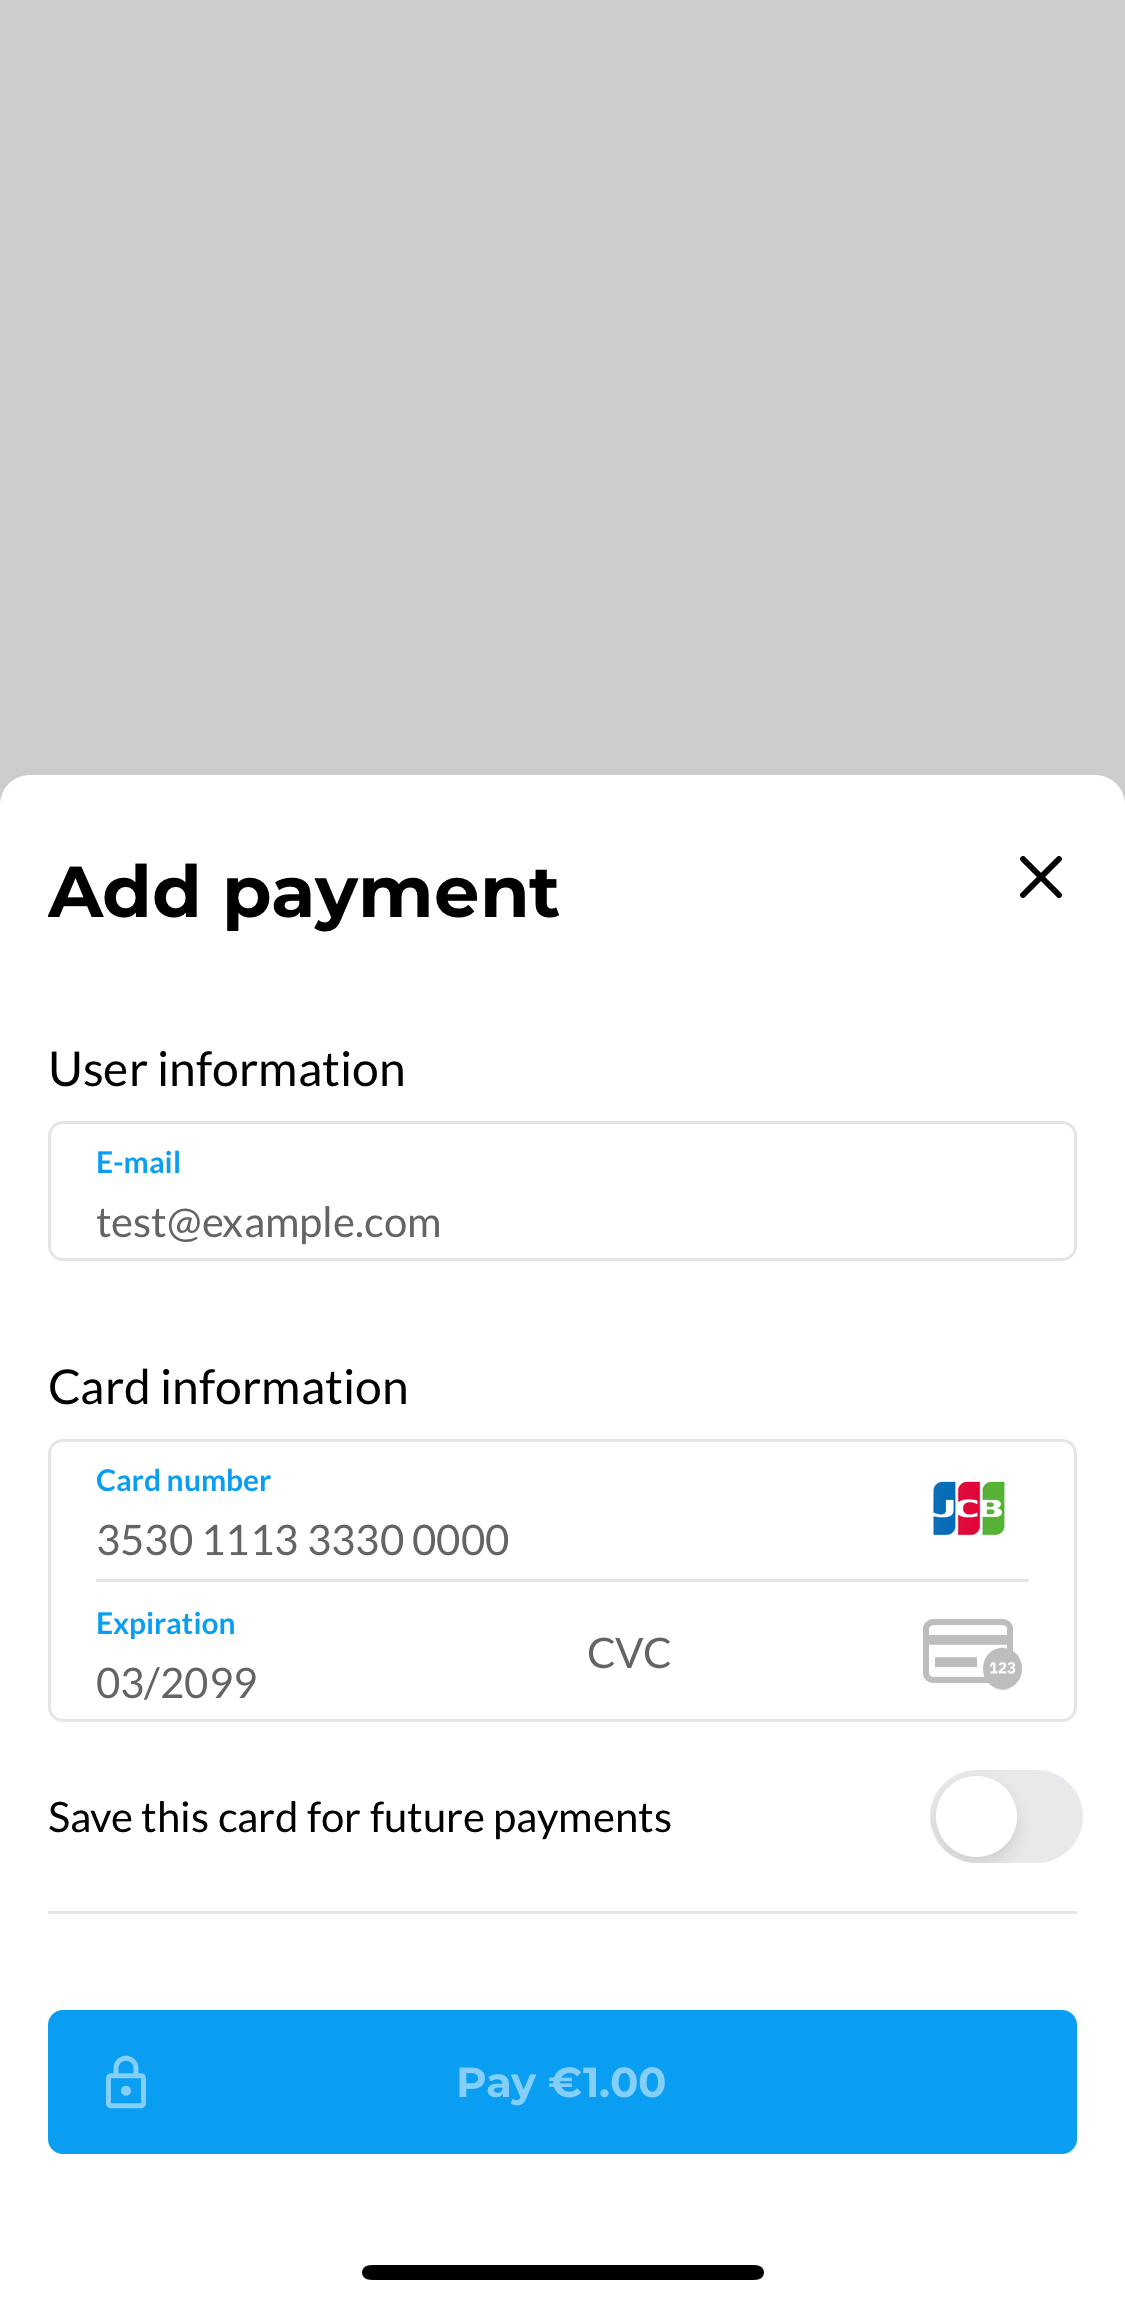 Add payment
User information
E-mail
test@example.com
Card information
Card number
3530 1113 3330 0000
JCB
Expiration
03/2099
CVC
123
Save this card for future payments
Pay €1.00